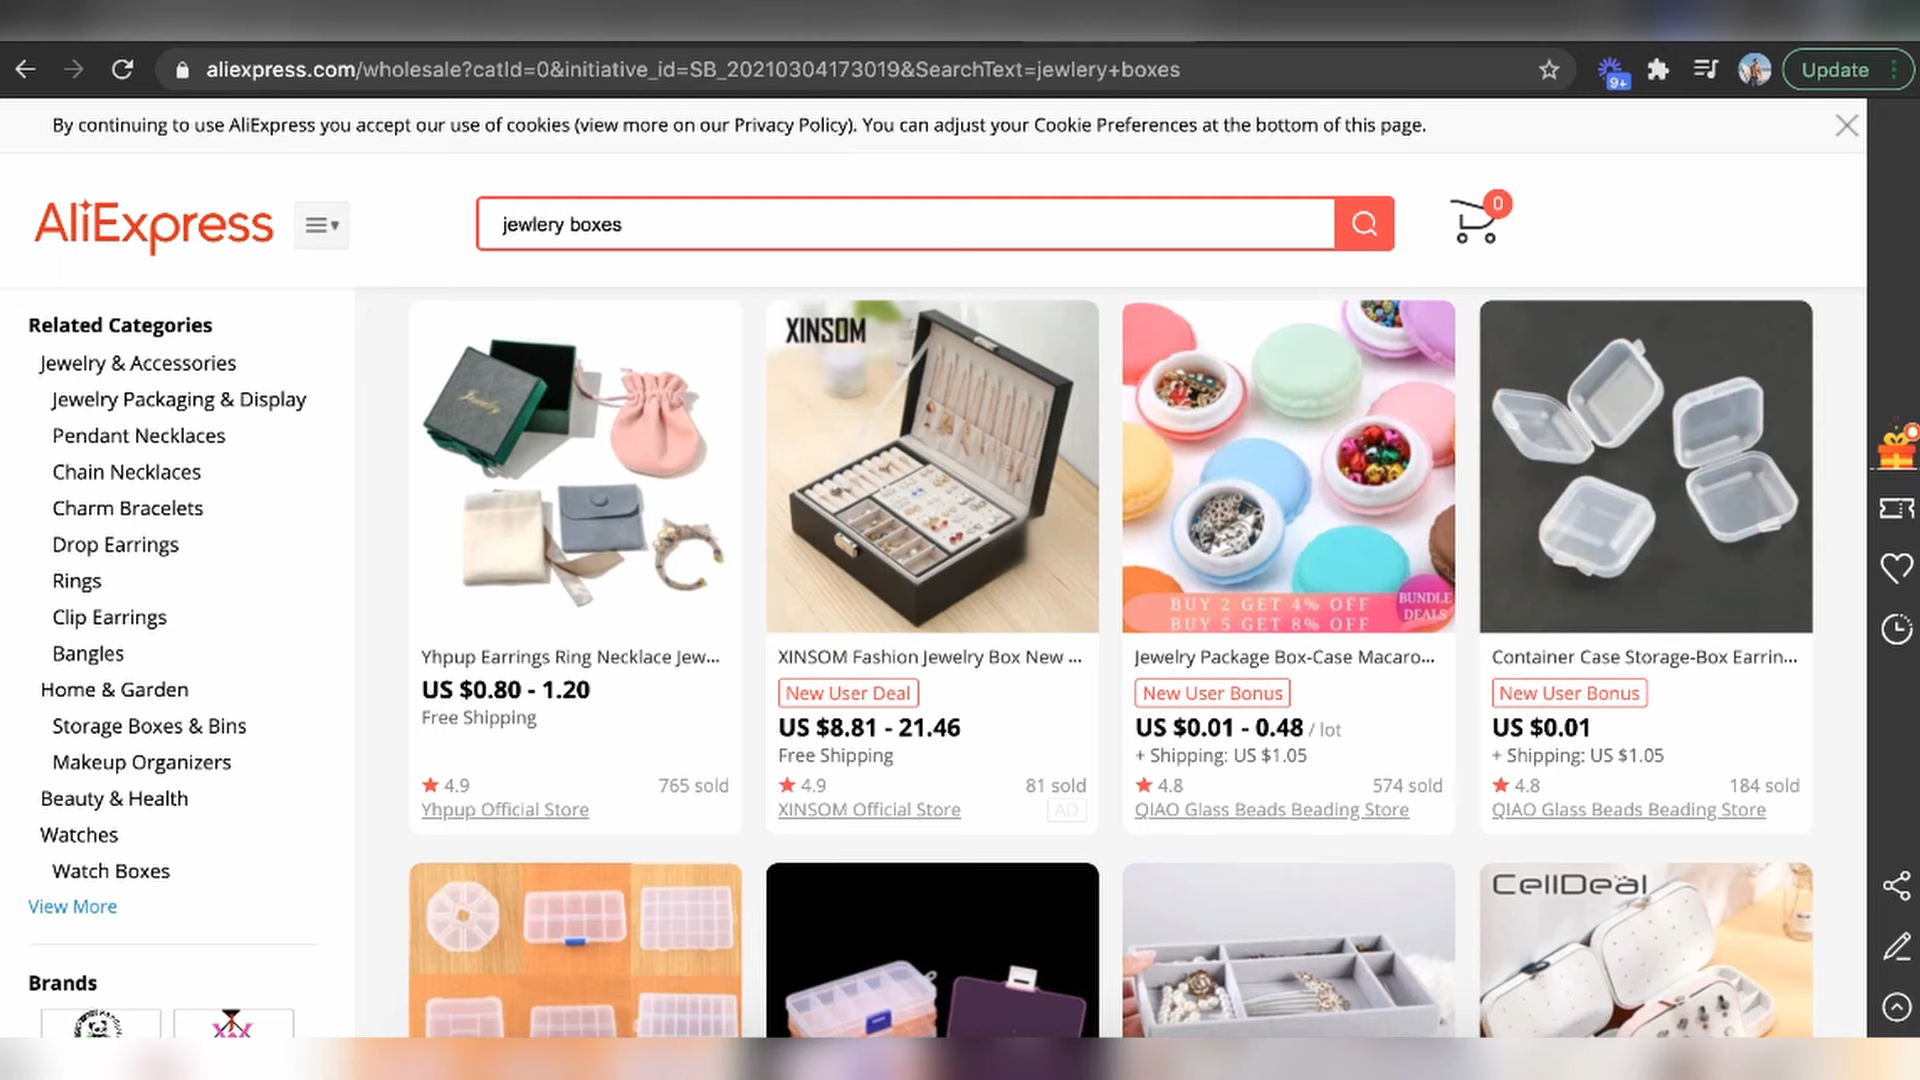 aliexpress.com/wholesale?catId=0&initiative_id=SB_20210304173019&SearchText=jewlery+boxes
9+
Update
By continuing to use AliExpress you accept our use of cookies (view more on our Privacy Policy). You can adjust your Cookie Preferences at the bottom of this page.
AliExpress
jewlery boxes
0
Related Categories
Jewelry & Accessories
Jewelry Packaging & Display
Pendant Necklaces
Chain Necklaces
Charm Bracelets
Drop Earrings
Rings
Clip Earrings
Bangles
Home & Garden
Storage Boxes & Bins
Makeup Organizers
Beauty & Health
Watches
Watch Boxes
View More
Brands
Jewelry
Yhpup Earrings Ring Necklace Jew...
US $0.80 - 1.20
Free Shipping
4.9
765 sold
Yhpup Official Store
XINSOM
XINSOM Fashion Jewelry Box New ...
New User Deal
US $8.81 - 21.46
Free Shipping
4.9
81 sold
XINSOM Official Store
AD
BUY 2 GET 4% OFF
BUY 5 GET 8% OFF
BUNDLE
DEALS
Jewelry Package Box-Case Macaro...
New User Bonus
US $0.01 - 0.48 / lot
+ Shipping: US $1.05
4.8
574 sold
QIAO Glass Beads Beading Store
Container Case Storage-Box Earrin...
New User Bonus
US $0.01
+ Shipping: US $1.05
4.8
184 sold
QIAO Glass Beads Beading Store
CellDeal